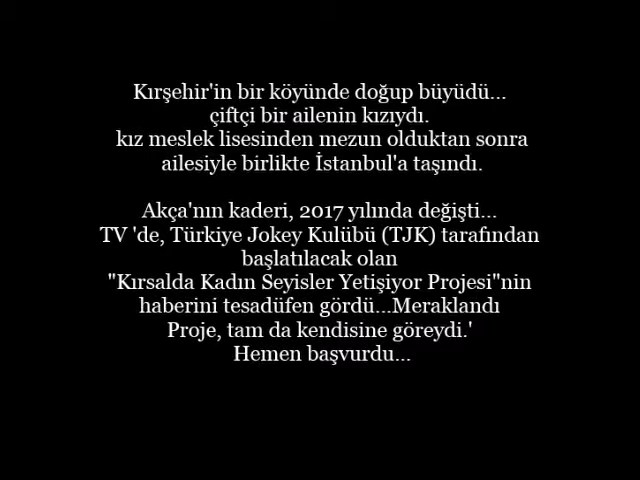 Kırşehir'in bir köyünde doğup büyüdü...
çiftçi bir ailenin kızıydı.
kız meslek lisesinden mezun olduktan sonra
ailesiyle birlikte İstanbul'a taşındı.
Akça'nın kaderi, 2017 yılında değişti...
TV 'de, Türkiye Jokey Kulübü (TJK) tarafından
başlatılacak olan
"Kırsalda Kadın Seyisler Yetişiyor Projesi"nin
haberini tesadüfen gördü...Meraklandı
Proje, tam da kendisine göreydi.'
Hemen başvurdu...